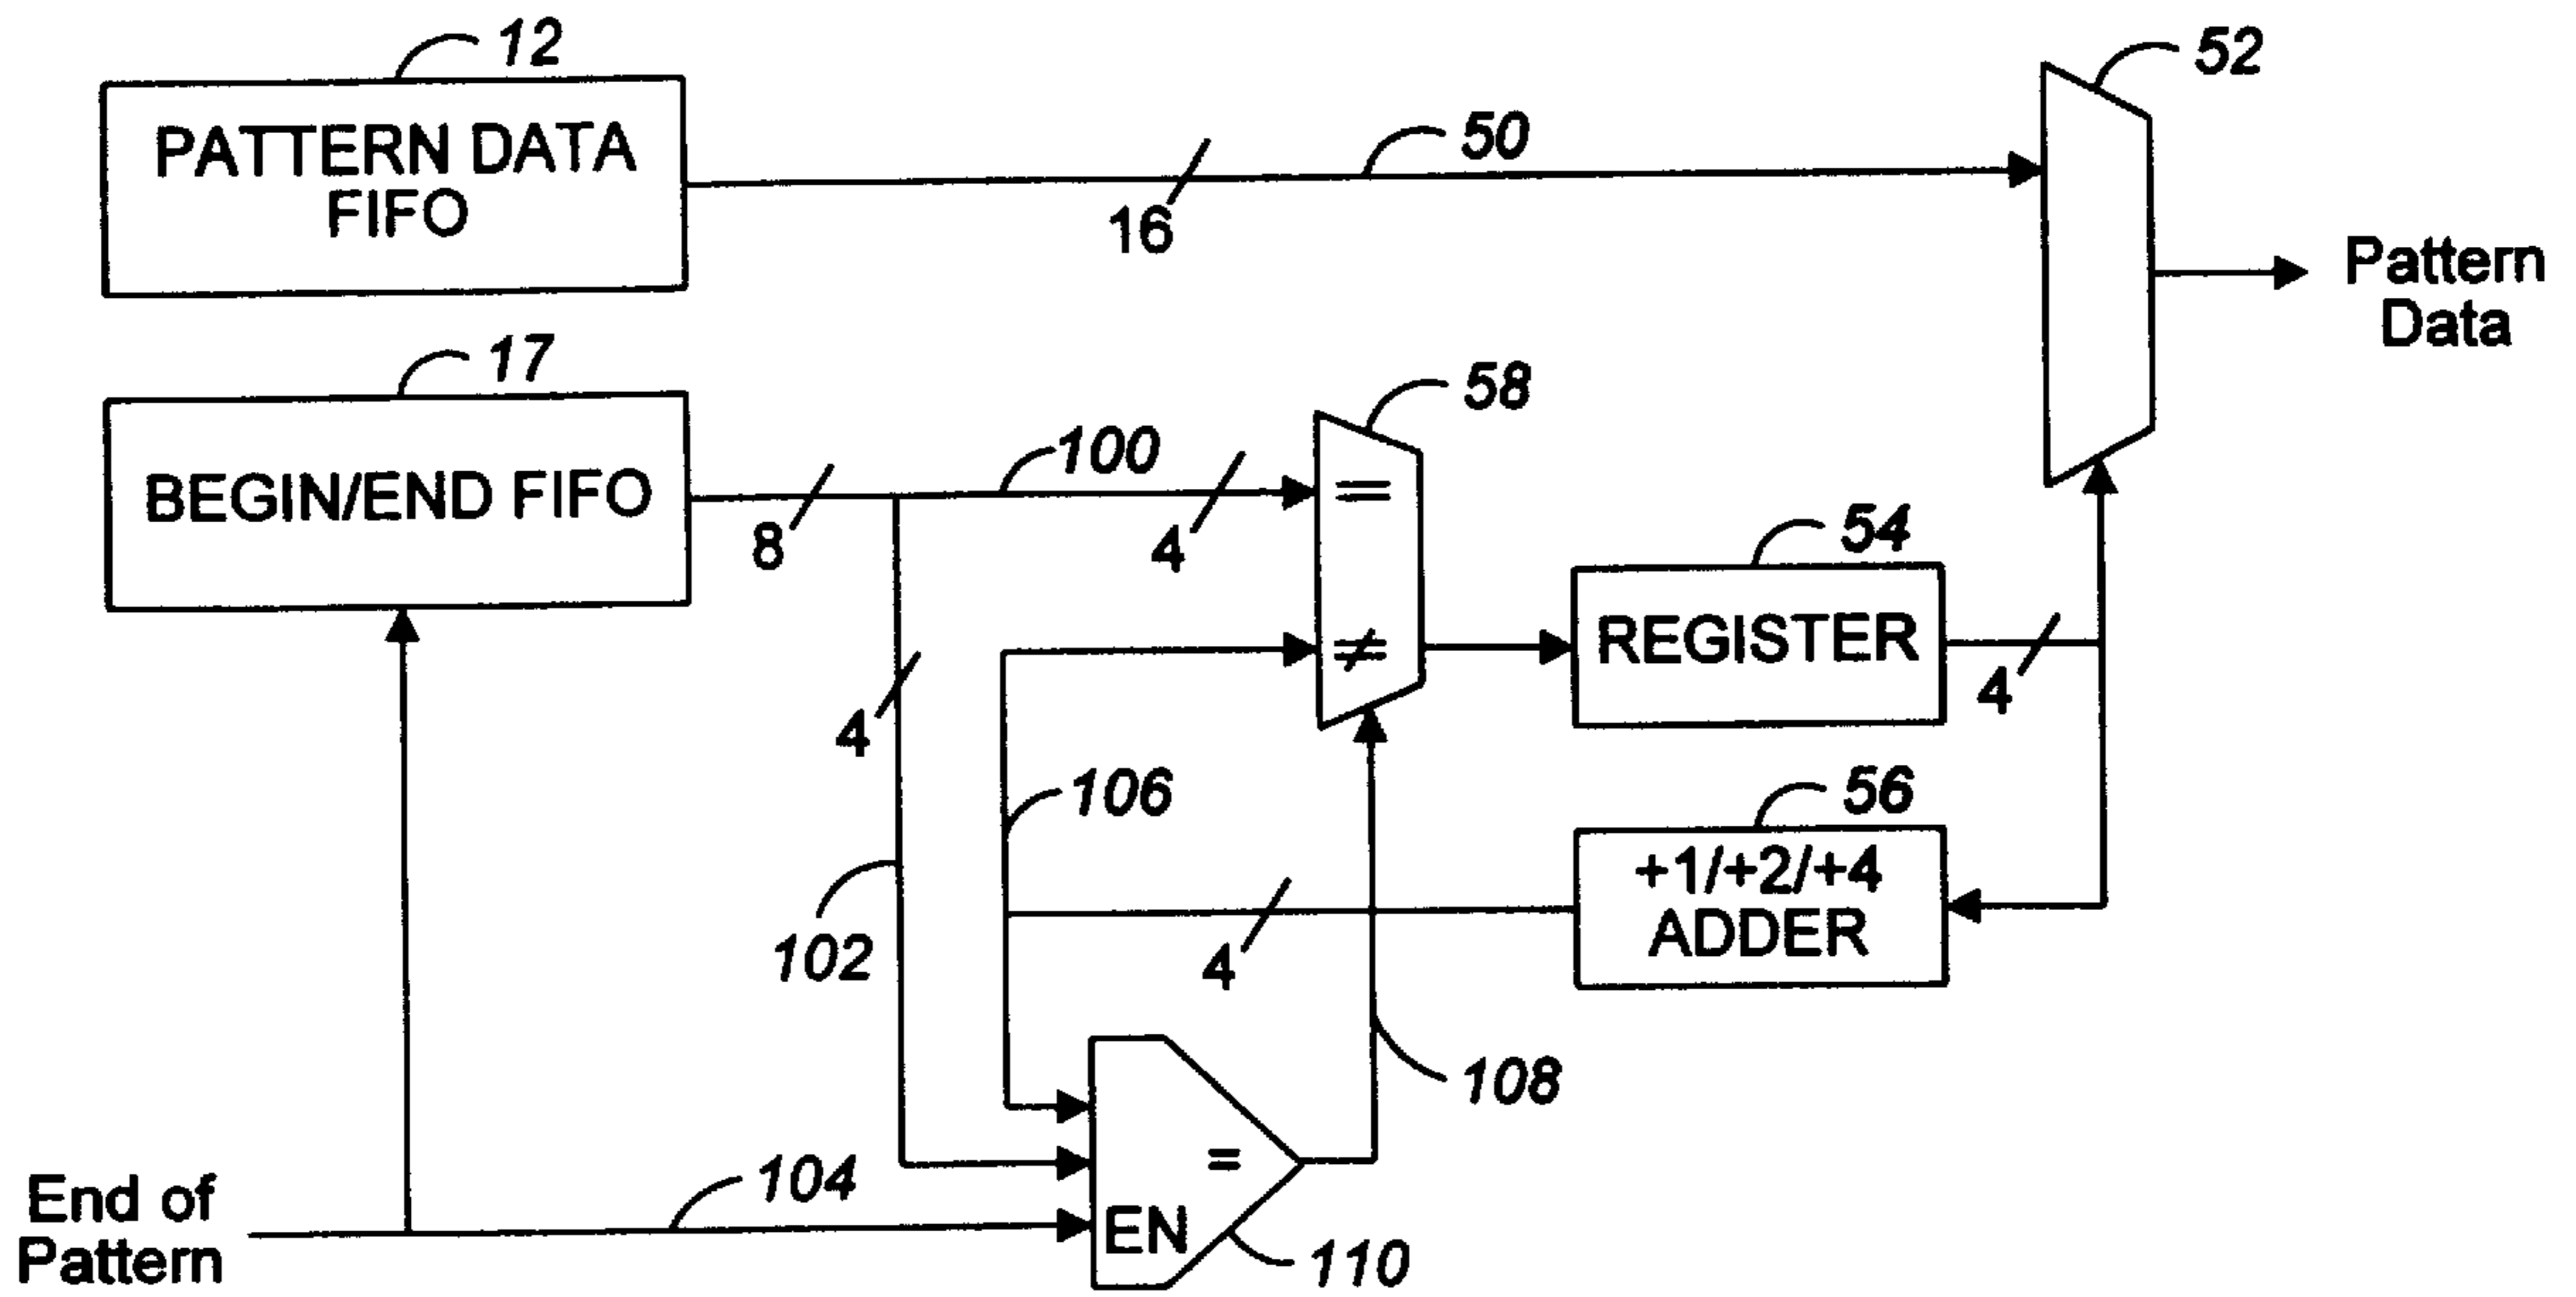 12
52
PATTERN DATA
FIFO
50
16
Pattern
Data
17
58
BEGIN/END FIFO
8
100
4
=
≠
54
REGISTER
4
4
106
56
+1/+2/+4
ADDER
102
4
108
=
104
End of
Pattern
EN
110